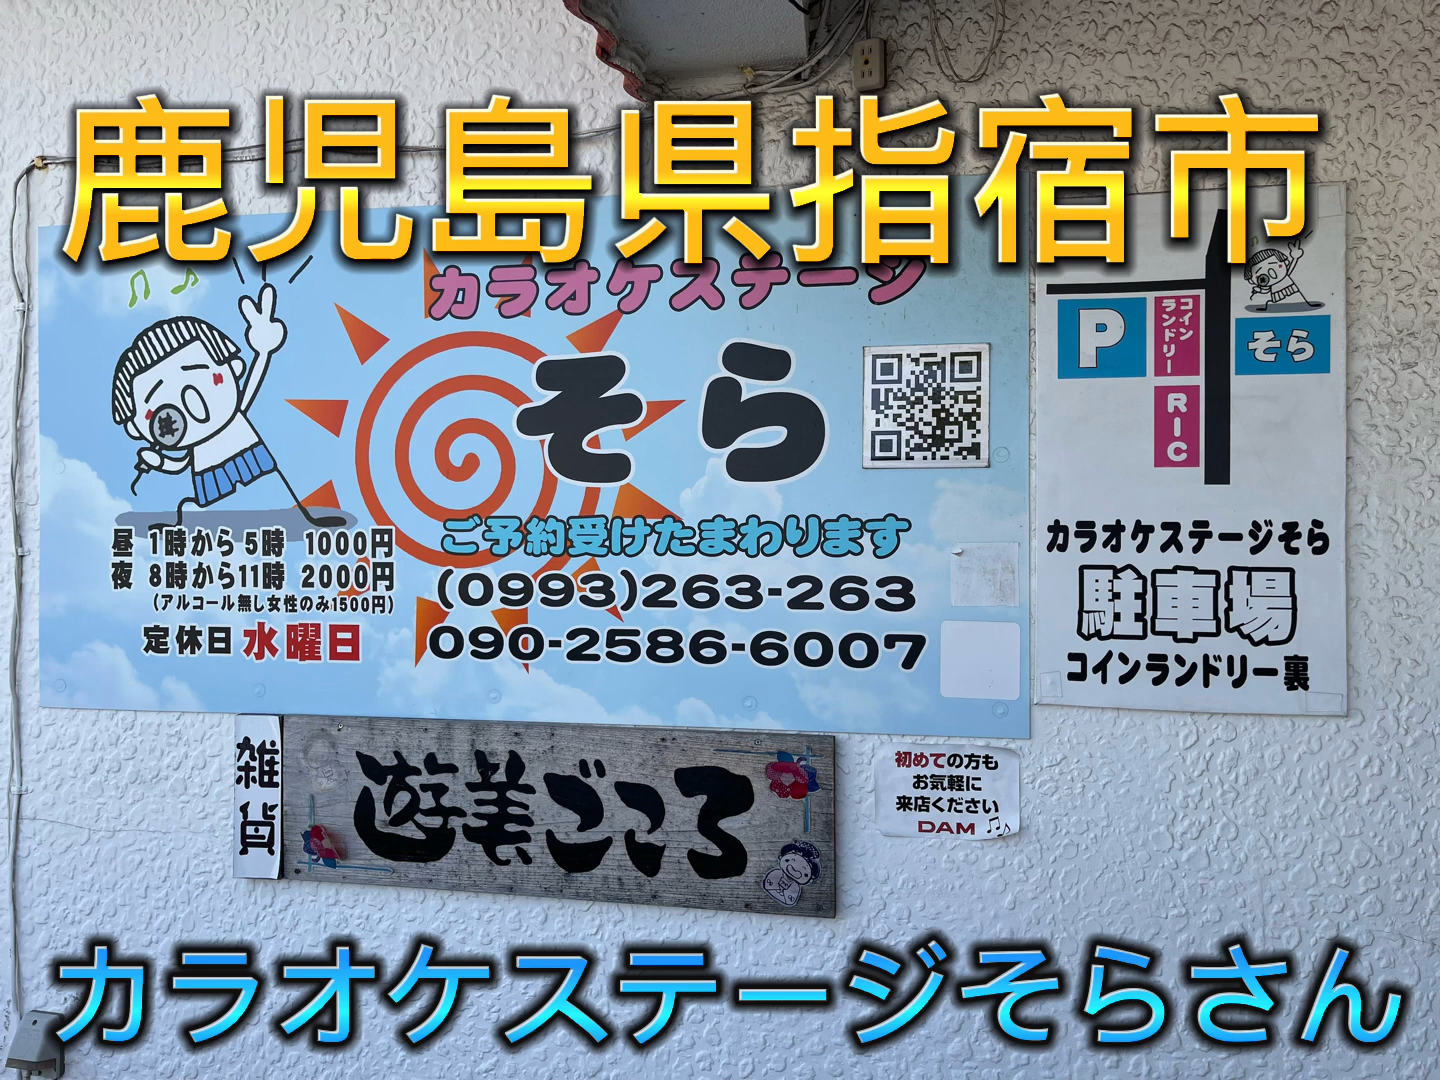 鹿児島県指宿市
カラオケステージ
そら
昼 1時から5時 1000円
夜 8時から11時 2000円
(アルコール無し女性のみ1500円)
定休日 水曜日
ご予約受けたまわります
(0993)263-263
090-2586-6007
P
コイン
ランドリー
RIC
そら
カラオケステージそら
駐車場
コインランドリー裏
雑貨
遊美ごころ
初めての方も
お気軽に
来店ください
DAM
カラオケステージそらさん